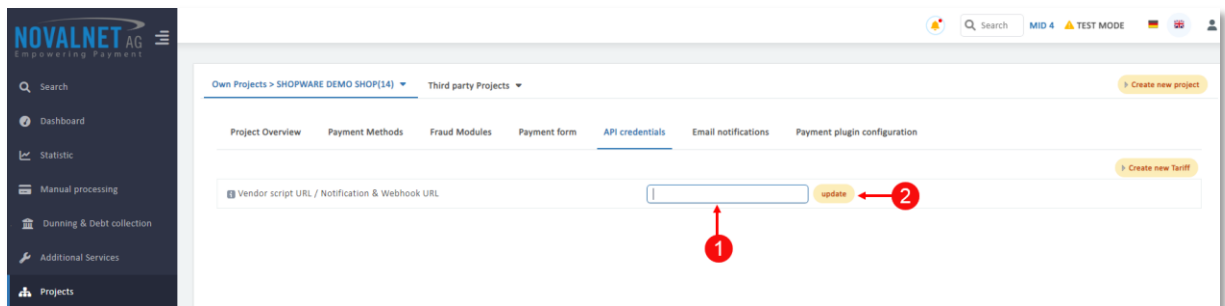 NOVALNET AG
Empowering Payment
Search
MID 4
TEST MODE
Search
Dashboard
Statistic
Manual processing
Dunning & Debt collection
Additional Services
Projects
Own Projects > SHOPWARE DEMO SHOP(14)
Third party Projects
Create new project
Project Overview
Payment Methods
Fraud Modules
Payment form
API credentials
Email notifications
Payment plugin configuration
Create new Tariff
Vendor script URL / Notification & Webhook URL
update
2
1